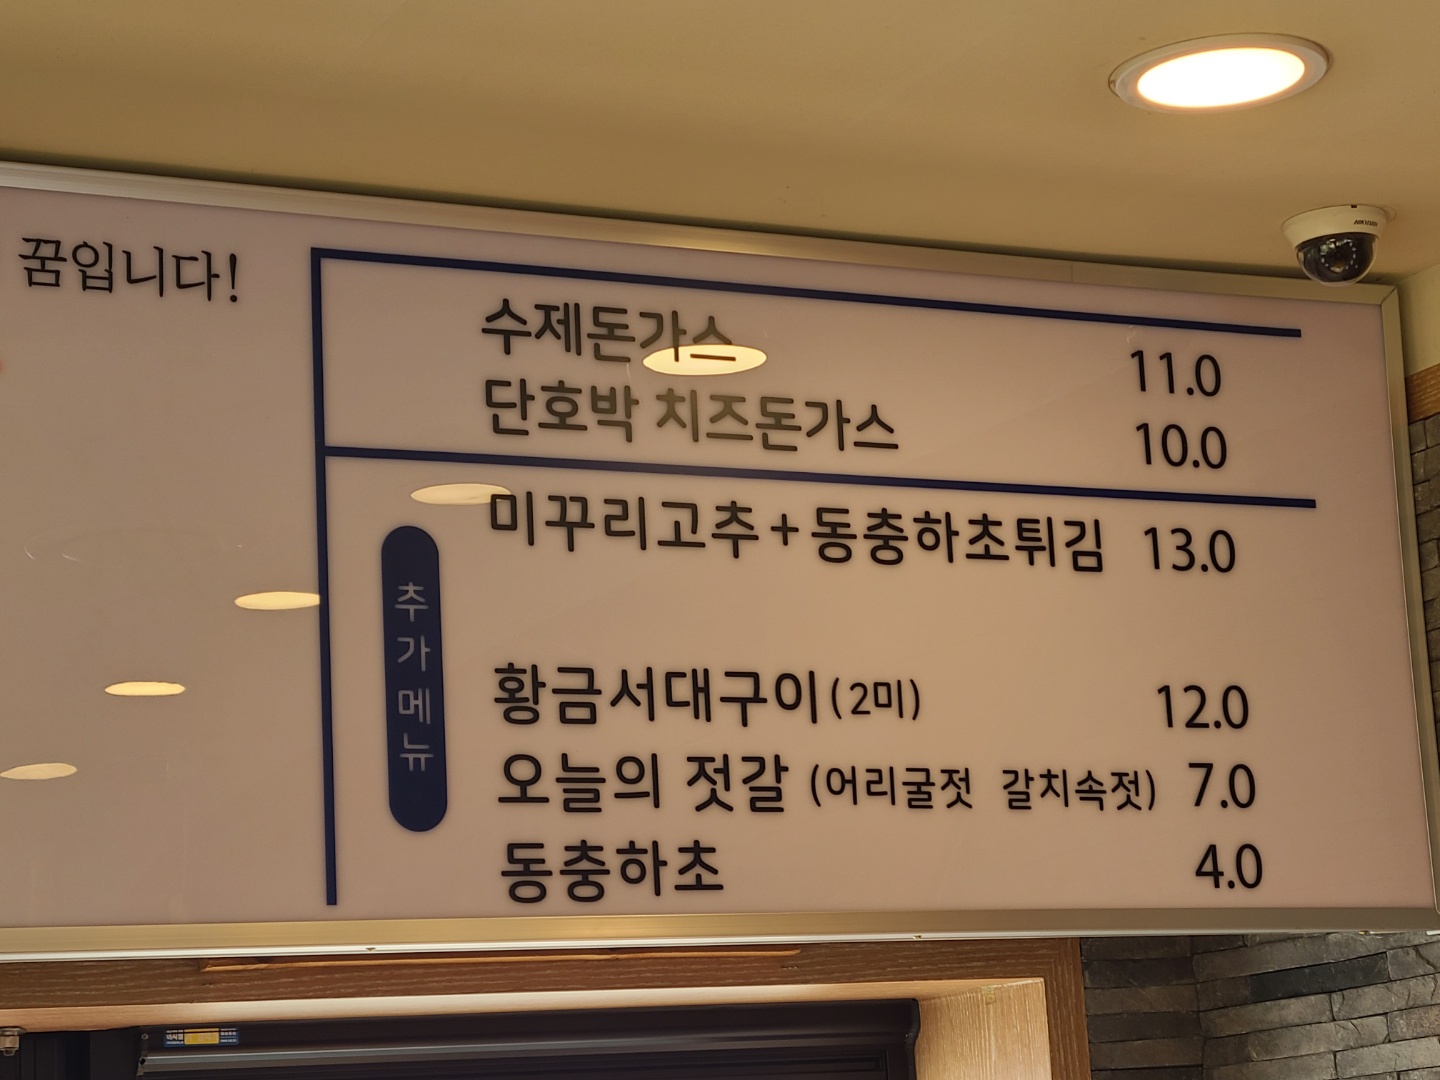 꿈입니다!
수제돈가스 11.0
단호박 치즈돈가스 10.0
추가메뉴
미꾸리고추+동충하초튀김 13.0
황금서대구이(2미) 12.0
오늘의 젓갈 (어리굴젓 갈치속젓) 7.0
동충하초 4.0
HIKVISION